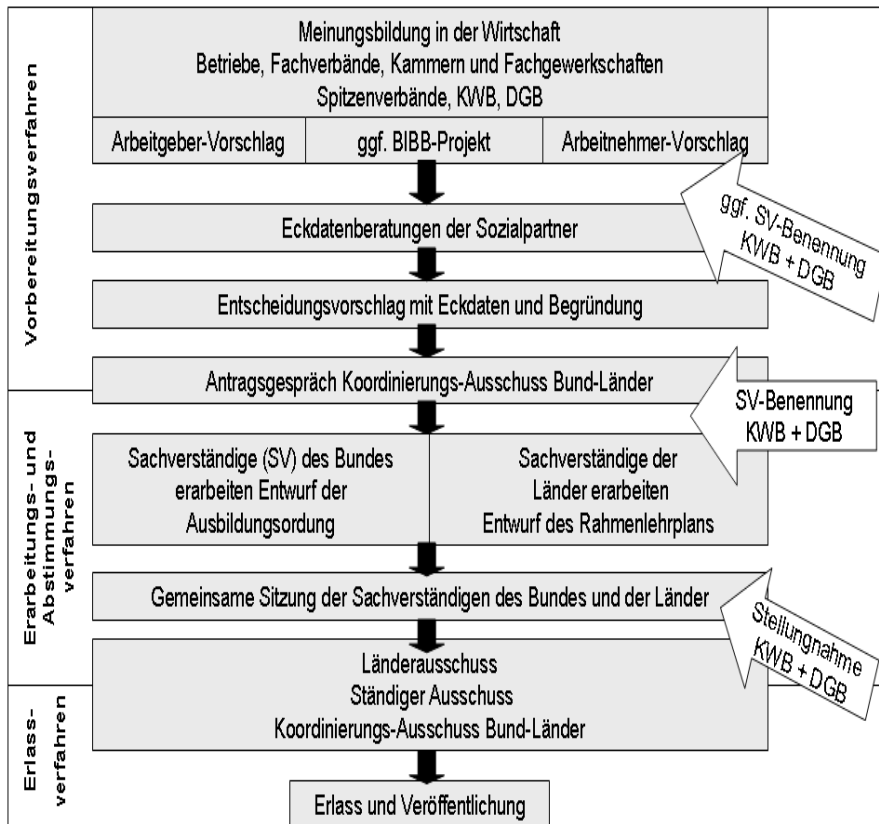 Vorbereitungsverfahren
Meinungsbildung in der Wirtschaft
Betriebe, Fachverbände, Kammern und Fachgewerkschaften
Spitzenverbände, KWB, DGB
Arbeitgeber-Vorschlag
ggf. BIBB-Projekt
Arbeitnehmer-Vorschlag
ggf. SV-Benennung
KWB + DGB
Eckdatenberatungen der Sozialpartner
Entscheidungsvorschlag mit Eckdaten und Begründung
Antragsgespräch Koordinierungs-Ausschuss Bund-Länder
SV-Benennung
KWB + DGB
Erarbeitungs- und
Abstimmungs-
verfahren
Sachverständige (SV) des Bundes
erarbeiten Entwurf der
Ausbildungsordung
Sachverständige der
Länder erarbeiten
Entwurf des Rahmenlehrplans
Gemeinsame Sitzung der Sachverständigen des Bundes und der Länder
Stellungnahme
KWB + DGB
Länderausschuss
Ständiger Ausschuss
Koordinierungs-Ausschuss Bund-Länder
Erlass-
verfahren
Erlass und Veröffentlichung